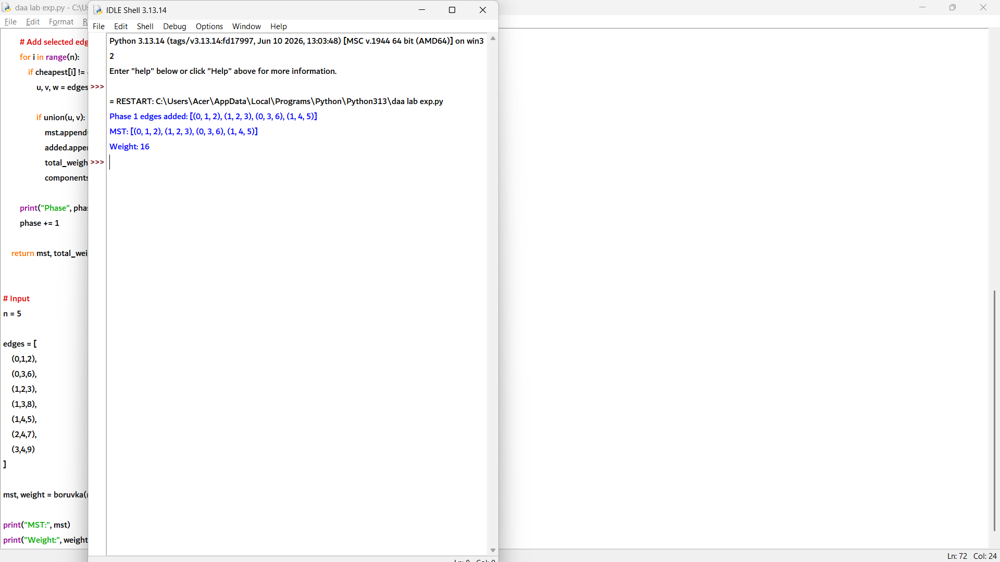 daa lab exp.py - C:\Us
File Edit Format R
# Add selected edg
for i in range(n):
if cheapest[i] != -
u, v, w = edges
if union(u, v):
mst.append(
added.appen
total_weigh
components
print("Phase", phas
phase += 1
return mst, total_wei
# Input
n = 5
edges = [
(0,1,2),
(0,3,6),
(1,2,3),
(1,3,8),
(1,4,5),
(2,4,7),
(3,4,9)
]
mst, weight = boruvka(
print("MST:", mst)
print("Weight:", weight
IDLE Shell 3.13.14
File Edit Shell Debug Options Window Help
Python 3.13.14 (tags/v3.13.14:fd17997, Jun 10 2026, 13:03:48) [MSC v.1944 64 bit (AMD64)] on win3
2
Enter "help" below or click "Help" above for more information.
>>>
= RESTART: C:\Users\Acer\AppData\Local\Programs\Python\Python313\daa lab exp.py
Phase 1 edges added: [(0, 1, 2), (1, 2, 3), (0, 3, 6), (1, 4, 5)]
MST: [(0, 1, 2), (1, 2, 3), (0, 3, 6), (1, 4, 5)]
Weight: 16
>>>
Ln: 72 Col: 24